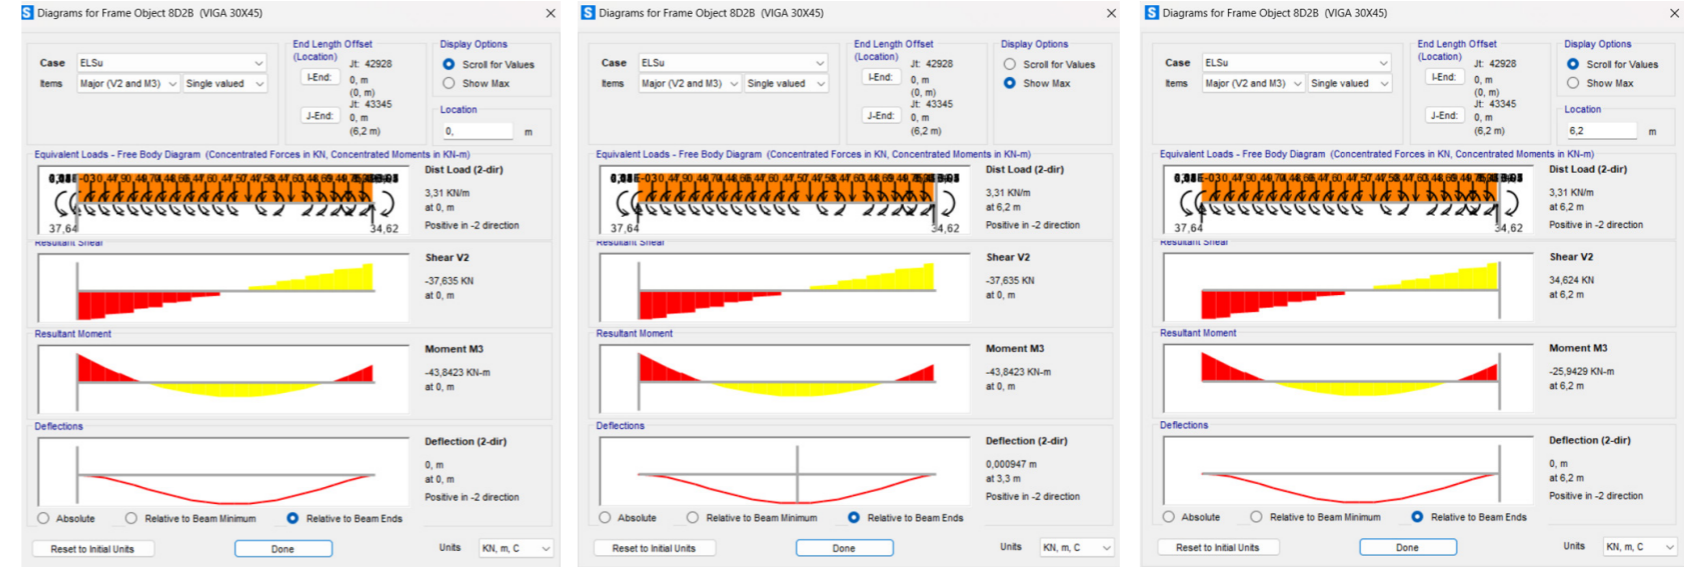 Diagrams for Frame Object 8D2B (VIGA 30X45)
Case ELSu
Items Major (V2 and M3) Single valued
End Length Offset
(Location)
Jt: 42928
I-End: 0, m
(0, m)
Jt: 43345
J-End: 0, m
(6,2 m)
Display Options
Scroll for Values
Show Max
Location
0, m
Equivalent Loads - Free Body Diagram (Concentrated Forces in KN, Concentrated Moments in KN-m)
37,64
34,62
Dist Load (2-dir)
3,31 KN/m
at 0, m
Positive in -2 direction
Resultant Shear
Shear V2
-37,635 KN
at 0, m
Resultant Moment
Moment M3
-43,8423 KN-m
at 0, m
Deflections
Deflection (2-dir)
0, m
at 0, m
Positive in -2 direction
Absolute Relative to Beam Minimum Relative to Beam Ends
Reset to Initial Units Done Units KN, m, C
Diagrams for Frame Object 8D2B (VIGA 30X45)
Case ELSu
Items Major (V2 and M3) Single valued
End Length Offset
(Location)
Jt: 42928
I-End: 0, m
(0, m)
Jt: 43345
J-End: 0, m
(6,2 m)
Display Options
Scroll for Values
Show Max
Equivalent Loads - Free Body Diagram (Concentrated Forces in KN, Concentrated Moments in KN-m)
37,64
34,62
Dist Load (2-dir)
3,31 KN/m
at 6,2 m
Positive in -2 direction
Resultant Shear
Shear V2
-37,635 KN
at 0, m
Resultant Moment
Moment M3
-43,8423 KN-m
at 0, m
Deflections
Deflection (2-dir)
0,000947 m
at 3,3 m
Positive in -2 direction
Absolute Relative to Beam Minimum Relative to Beam Ends
Reset to Initial Units Done Units KN, m, C
Diagrams for Frame Object 8D2B (VIGA 30X45)
Case ELSu
Items Major (V2 and M3) Single valued
End Length Offset
(Location)
Jt: 42928
I-End: 0, m
(0, m)
Jt: 43345
J-End: 0, m
(6,2 m)
Display Options
Scroll for Values
Show Max
Location
6,2 m
Equivalent Loads - Free Body Diagram (Concentrated Forces in KN, Concentrated Moments in KN-m)
37,64
34,62
Dist Load (2-dir)
3,31 KN/m
at 6,2 m
Positive in -2 direction
Resultant Shear
Shear V2
34,624 KN
at 6,2 m
Resultant Moment
Moment M3
-25,9429 KN-m
at 6,2 m
Deflections
Deflection (2-dir)
0, m
at 6,2 m
Positive in -2 direction
Absolute Relative to Beam Minimum Relative to Beam Ends
Reset to Initial Units Done Units KN, m, C